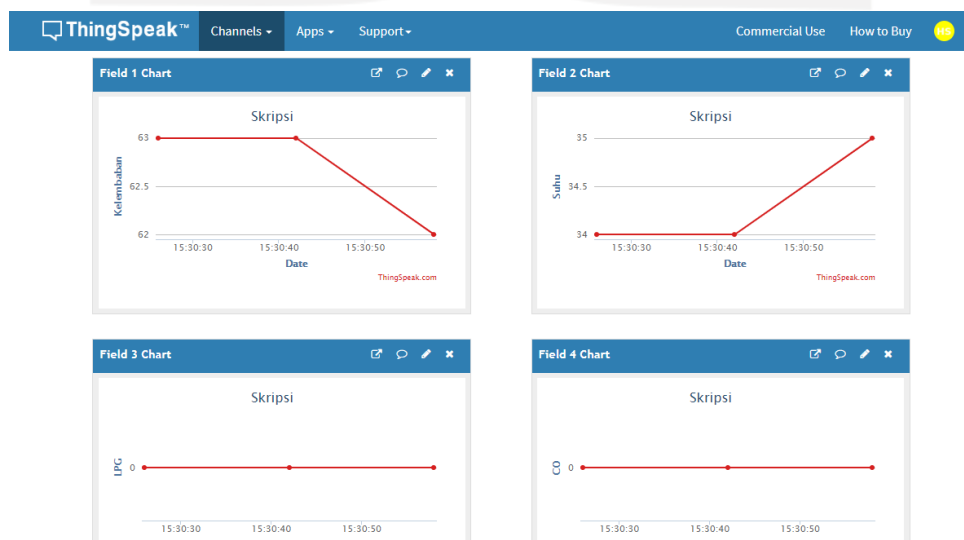 ThingSpeak™ Channels Apps Support Commercial Use How to Buy HS
Field 1 Chart
Skripsi
Kelembaban
63
62.5
62
15:30:30 15:30:40 15:30:50
Date
ThingSpeak.com
Field 2 Chart
Skripsi
Suhu
35
34.5
34
15:30:30 15:30:40 15:30:50
Date
ThingSpeak.com
Field 3 Chart
Skripsi
LPG
0
15:30:30 15:30:40 15:30:50
Field 4 Chart
Skripsi
CO
0
15:30:30 15:30:40 15:30:50